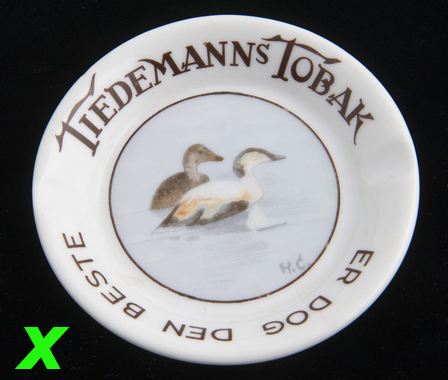 TIEDEMANNS TOBAK
ER DOG DEN BESTE
H.C.
X